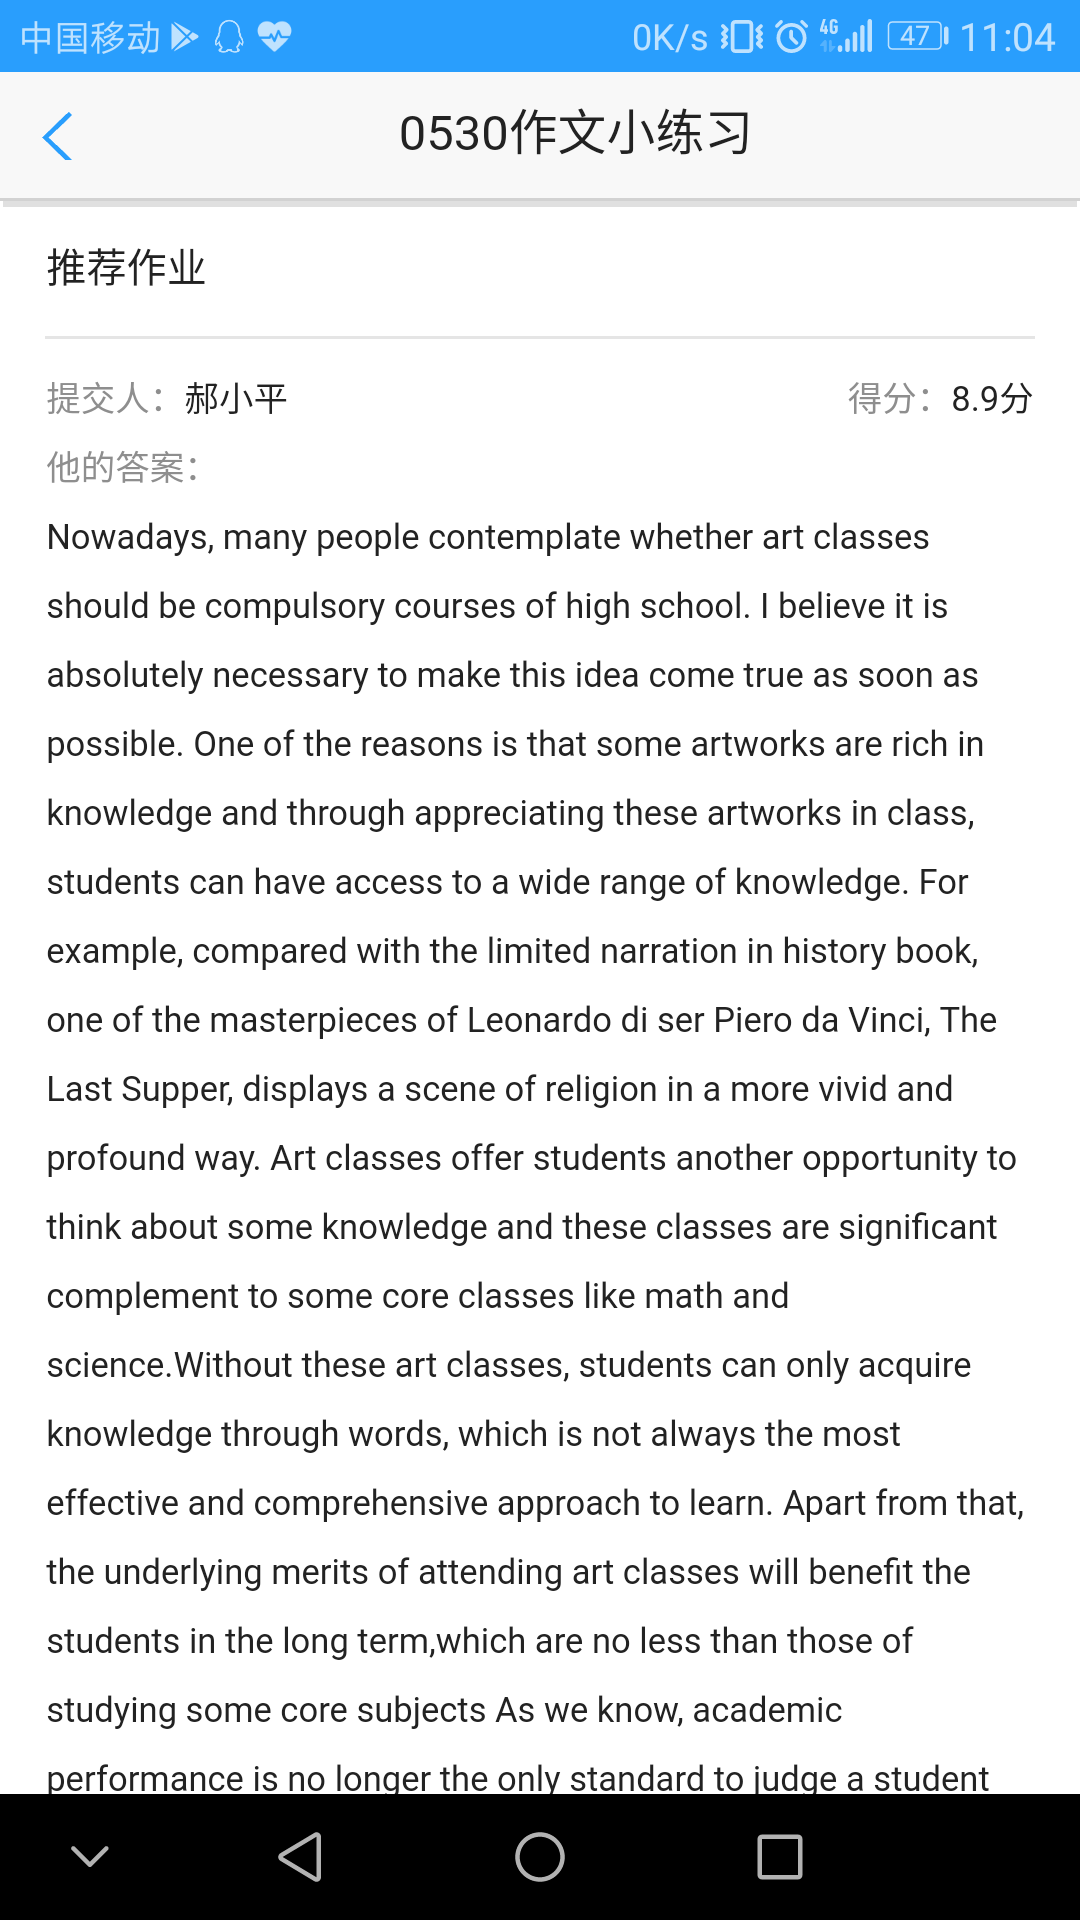 中国移动 0K/s 4G 47 11:04
0530作文小练习
推荐作业
提交人：郝小平 得分：8.9分
他的答案：
Nowadays, many people contemplate whether art classes
should be compulsory courses of high school. I believe it is
absolutely necessary to make this idea come true as soon as
possible. One of the reasons is that some artworks are rich in
knowledge and through appreciating these artworks in class,
students can have access to a wide range of knowledge. For
example, compared with the limited narration in history book,
one of the masterpieces of Leonardo di ser Piero da Vinci, The
Last Supper, displays a scene of religion in a more vivid and
profound way. Art classes offer students another opportunity to
think about some knowledge and these classes are significant
complement to some core classes like math and
science.Without these art classes, students can only acquire
knowledge through words, which is not always the most
effective and comprehensive approach to learn. Apart from that,
the underlying merits of attending art classes will benefit the
students in the long term,which are no less than those of
studying some core subjects As we know, academic
performance is no longer the only standard to judge a student